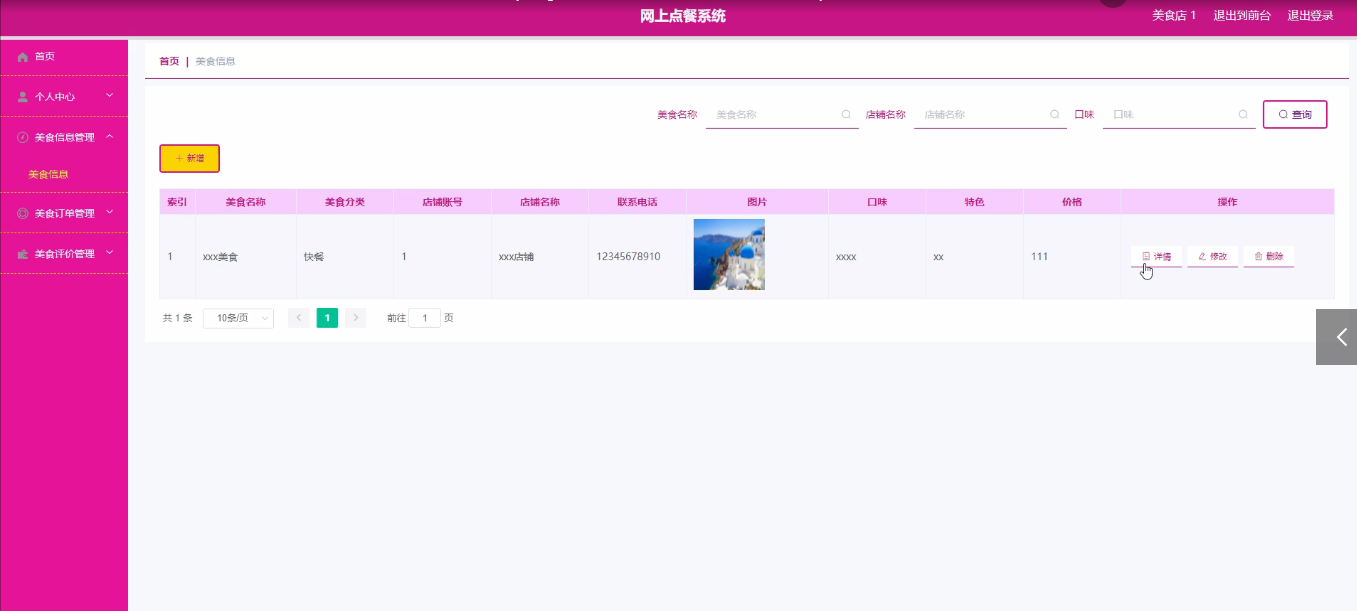 网上点餐系统
美食店 1 退出到前台 退出登录
首页
个人中心
美食信息管理
美食信息
美食订单管理
美食评价管理
首页 | 美食信息
美食名称 美食名称 店铺名称 店铺名称 口味 口味 查询
+ 新增
索引 美食名称 美食分类 店铺账号 店铺名称 联系电话 图片 口味 特色 价格 操作
1 xxx美食 快餐 1 xxx店铺 12345678910 xxxx xx 111 详情 修改 删除
共 1 条 10条/页 1 前往 1 页